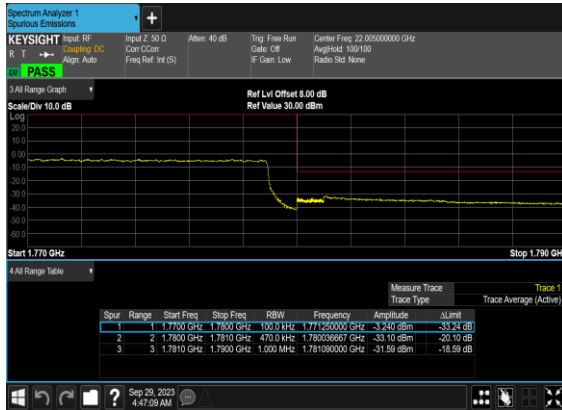 Spectrum Analyzer 1
Spurious Emissions
KEYSIGHT
R T
Input: RF
Coupling: DC
Align: Auto
Input Z: 50 Ω
Corr CCorr
Freq Ref: Int (S)
Atten: 40 dB
Trig: Free Run
Gate: Off
IF Gain: Low
Center Freq: 22.005000000 GHz
Avg|Hold: 100/100
Radio Std: None
LV PASS
3 All Range Graph
Ref Lvl Offset 8.00 dB
Scale/Div 10.0 dB
Ref Value 30.00 dBm
Log
20.0
10.0
0.00
-10.0
-20.0
-30.0
-40.0
-50.0
-60.0
Start 1.770 GHz
Stop 1.790 GH
4 All Range Table
Measure Trace Trace 1
Trace Type Trace Average (Active)
Spur Range Start Freq Stop Freq RBW Frequency Amplitude ΔLimit
1 1 1.7700 GHz 1.7800 GHz 100.0 kHz 1.771250000 GHz -3.240 dBm -33.24 dB
2 2 1.7800 GHz 1.7810 GHz 470.0 kHz 1.780036667 GHz -33.10 dBm -20.10 dB
3 3 1.7810 GHz 1.7900 GHz 1.000 MHz 1.781090000 GHz -31.59 dBm -18.59 dB
Sep 29, 2023
4:47:09 AM